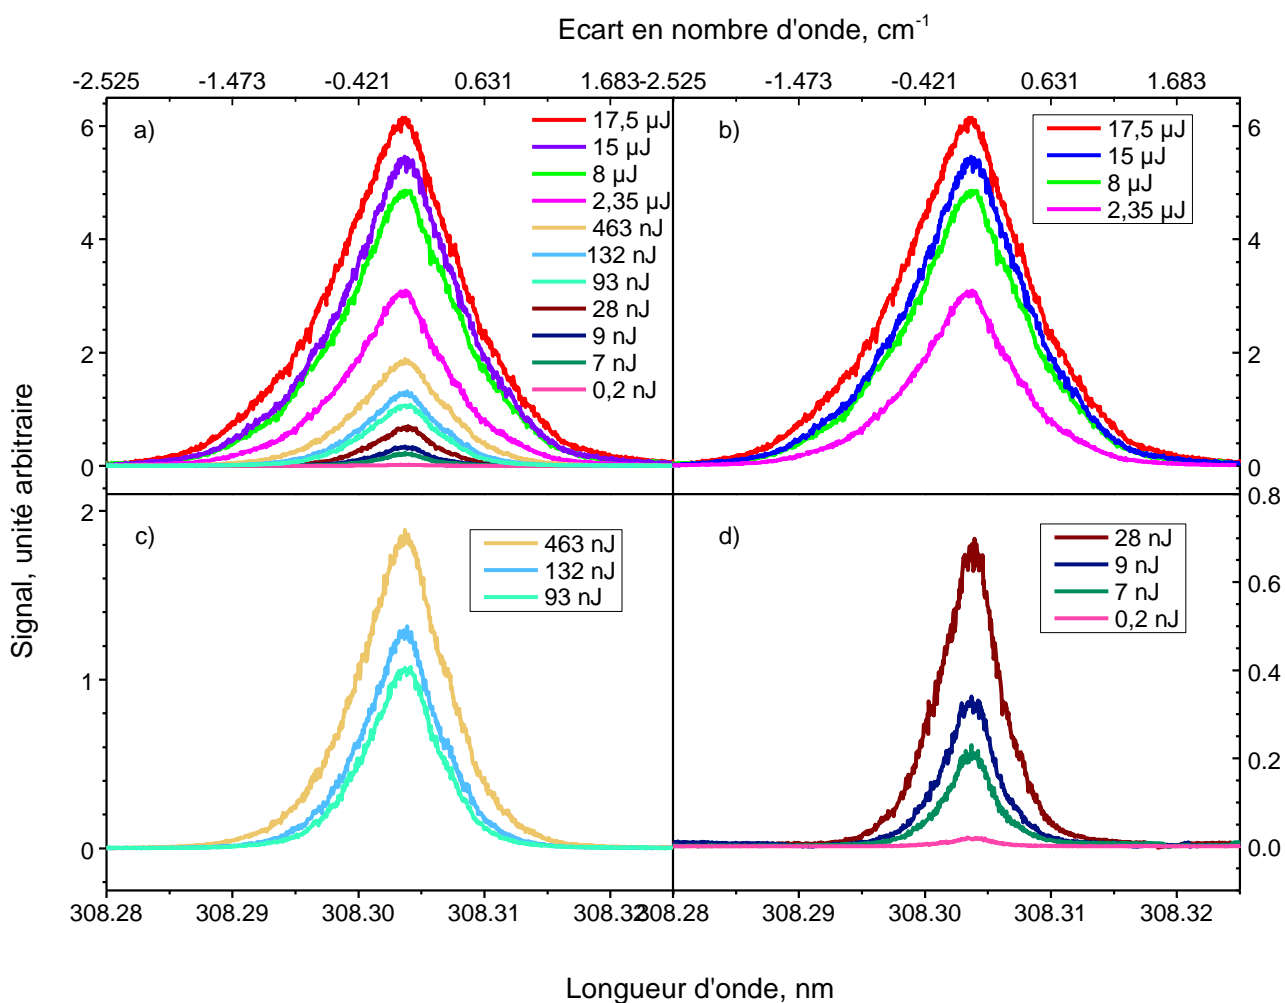 Ecart en nombre d'onde, cm-1
-2.525 -1.473 -0.421 0.631 1.683 -2.525 -1.473 -0.421 0.631 1.683
a)
17,5 µJ
15 µJ
8 µJ
2,35 µJ
463 nJ
132 nJ
93 nJ
28 nJ
9 nJ
7 nJ
0,2 nJ
6
4
2
0
b)
17,5 µJ
15 µJ
8 µJ
2,35 µJ
6
4
2
0
c)
463 nJ
132 nJ
93 nJ
2
1
0
d)
28 nJ
9 nJ
7 nJ
0,2 nJ
0.8
0.6
0.4
0.2
0.0
308.28 308.29 308.30 308.31 308.32 308.28 308.29 308.30 308.31 308.32
Signal, unité arbitraire
Longueur d'onde, nm